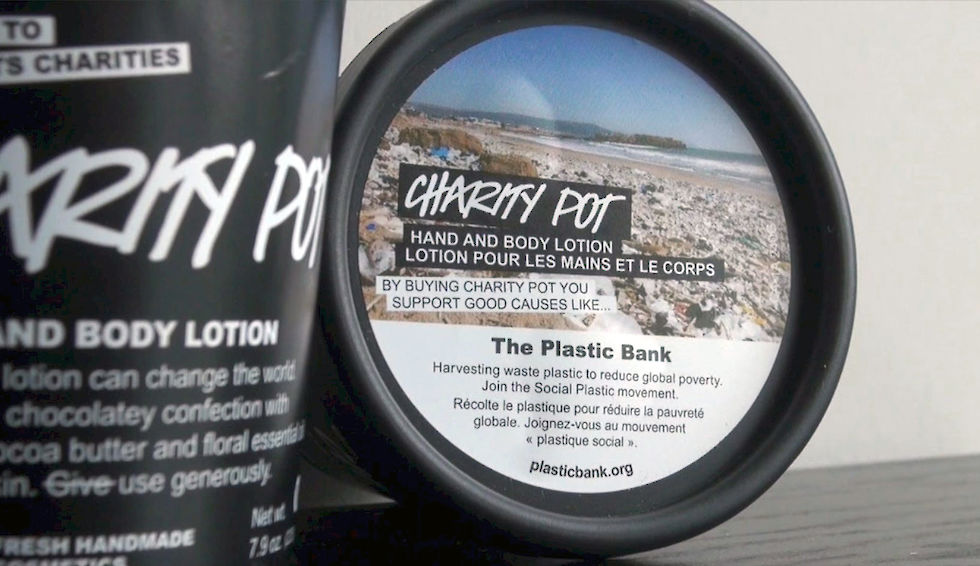 TO
CHARITIES
POT
AND BODY LOTION
lotion can change the world.
chocolatey confection with
butter and floral essential
Give use generously.
Net wt.
7.9 oz.
HANDMADE
CHARITY POT
HAND AND BODY LOTION
LOTION POUR LES MAINS ET LE CORPS
BY BUYING CHARITY POT YOU
SUPPORT GOOD CAUSES LIKE...
The Plastic Bank
Harvesting waste plastic to reduce global poverty.
Join the Social Plastic movement.
Récolte le plastique pour réduire la pauvreté
globale. Joignez-vous au mouvement
« plastique social ».
plasticbank.org